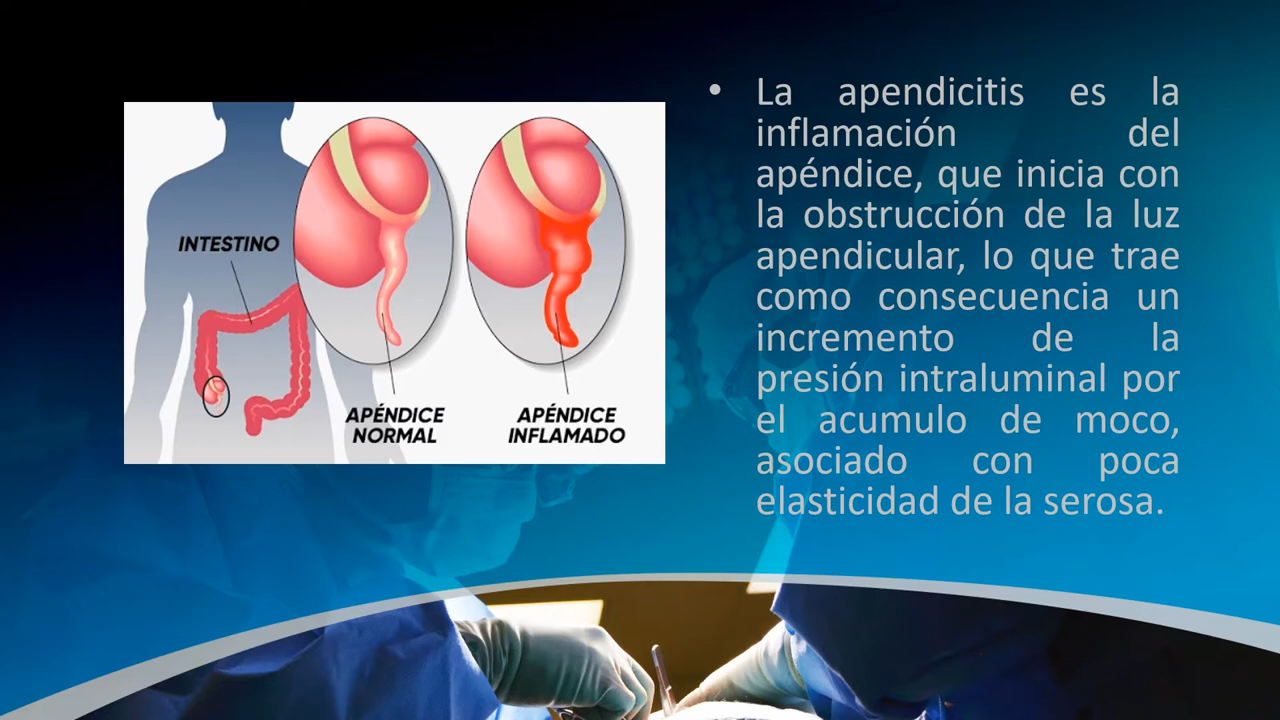 INTESTINO
APÉNDICE
NORMAL
APÉNDICE
INFLAMADO
• La apendicitis es la
inflamación del
apéndice, que inicia con
la obstrucción de la luz
apendicular, lo que trae
como consecuencia un
incremento de la
presión intraluminal por
el acumulo de moco,
asociado con poca
elasticidad de la serosa.